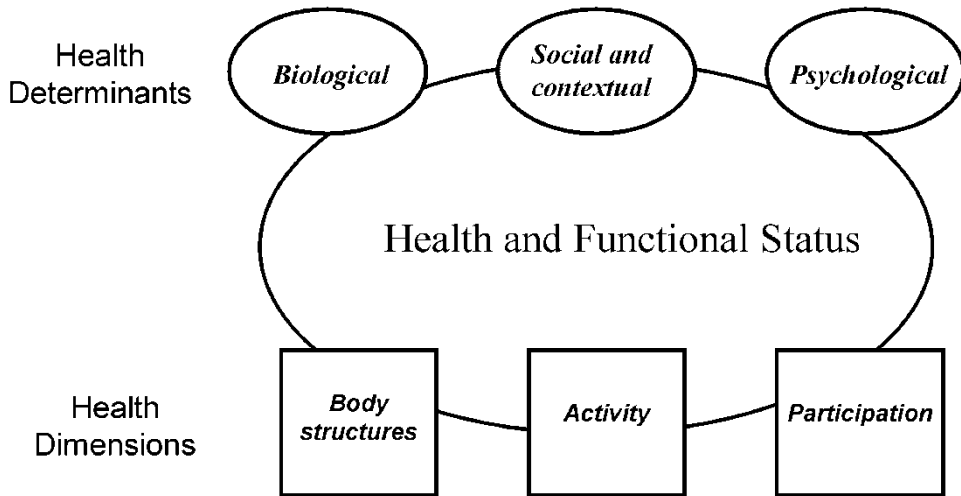 Health
Determinants
Biological
Social and
contextual
Psychological
Health and Functional Status
Health
Dimensions
Body
structures
Activity
Participation